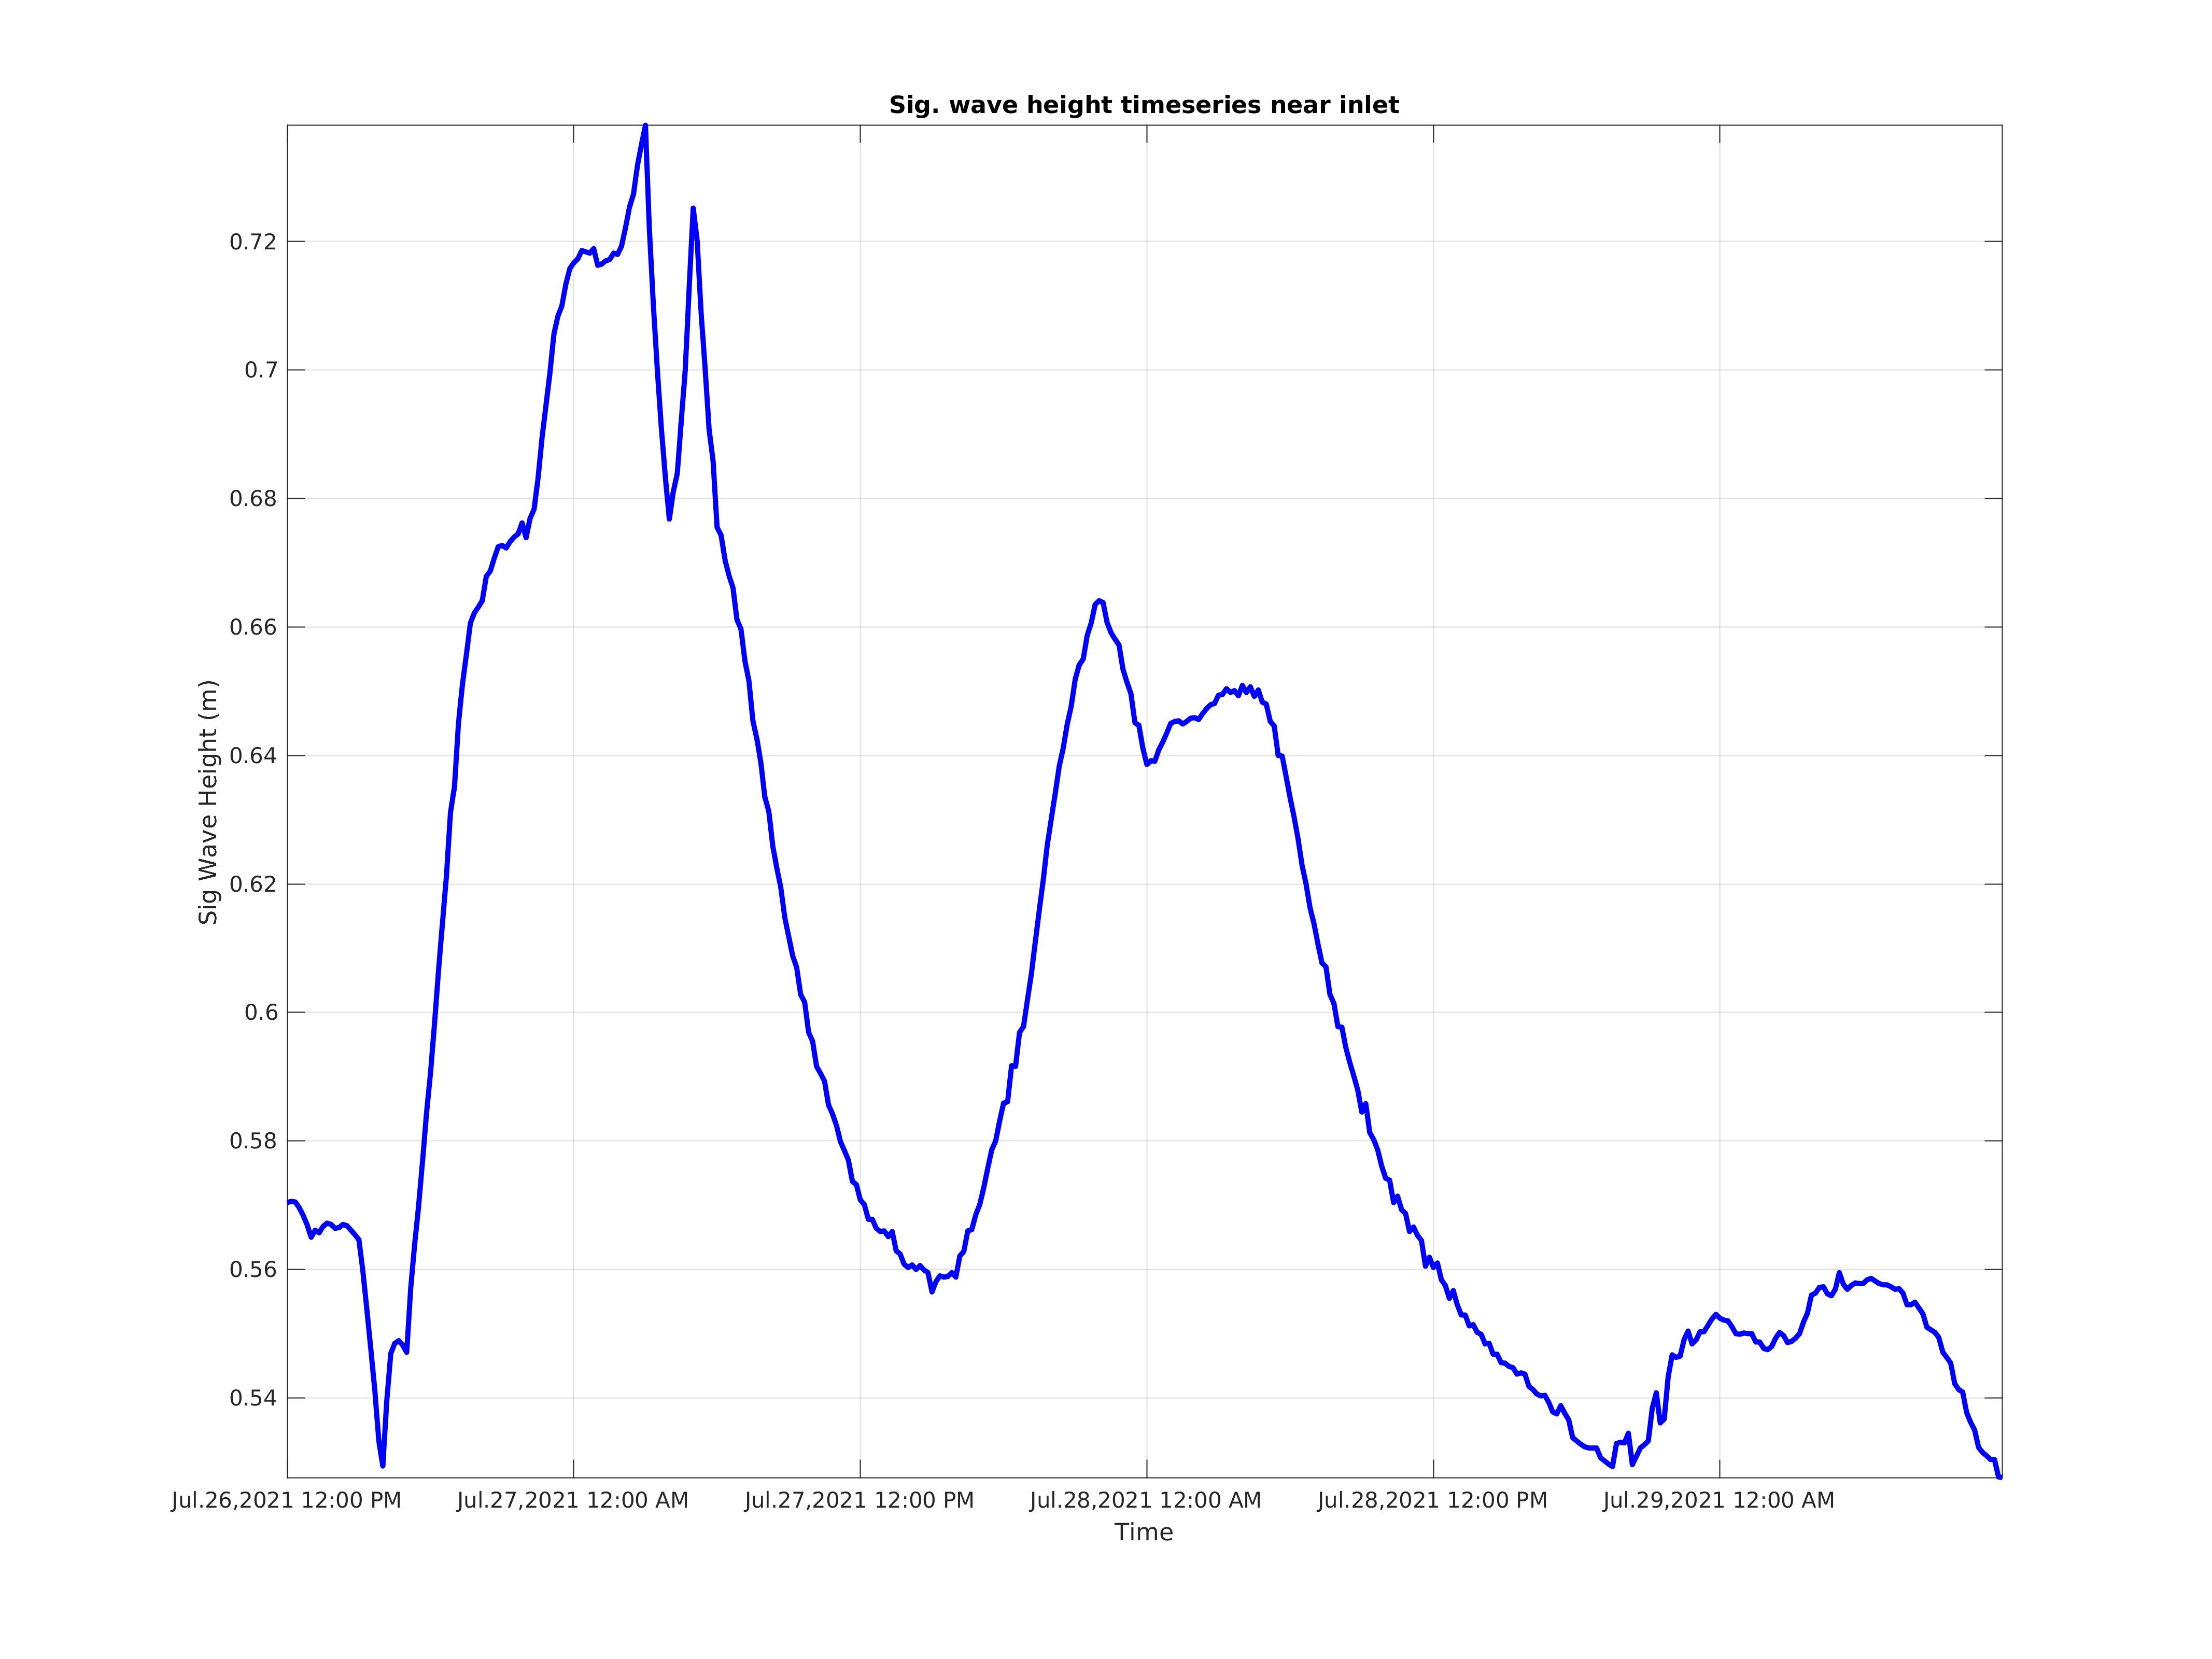 Sig. wave height timeseries near inlet
0.72
0.7
0.68
0.66
0.64
0.62
0.6
0.58
0.56
0.54
Sig Wave Height (m)
Jul.26,2021 12:00 PM Jul.27,2021 12:00 AM Jul.27,2021 12:00 PM Jul.28,2021 12:00 AM Jul.28,2021 12:00 PM Jul.29,2021 12:00 AM
Time